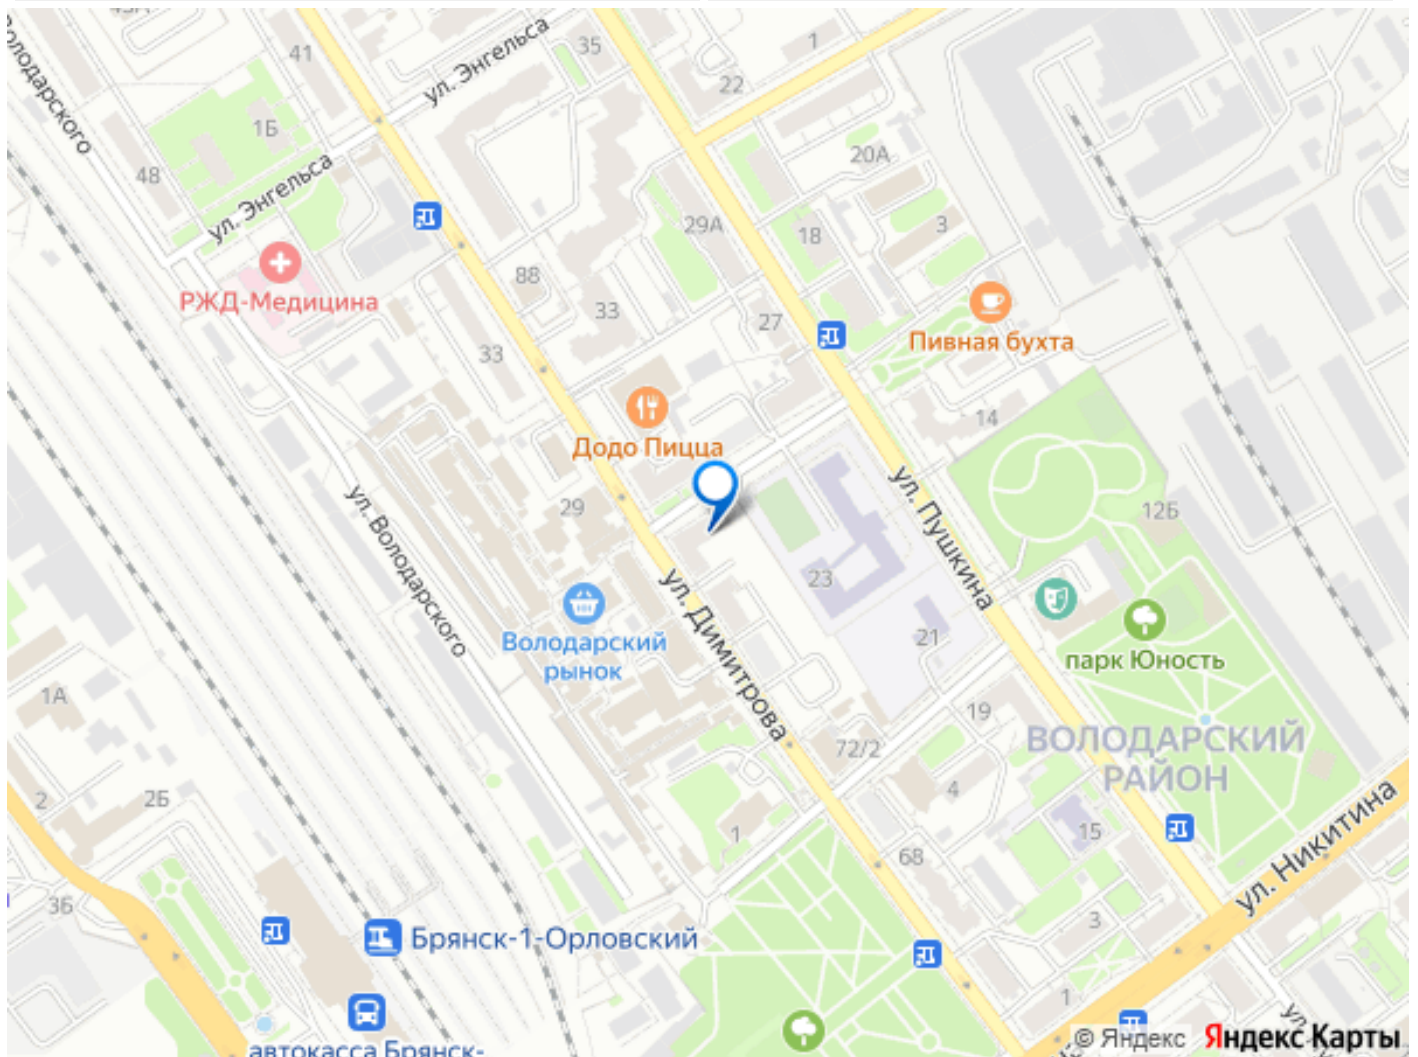 43А
41
ул. Энгельса
35
1
22
Володарского
1Б
48
ул. Энгельса
20А
29А
18
3
88
РЖД-Медицина
33
27
Пивная бухта
33
14
Додо Пицца
29
ул. Володарского
ул. Пушкина
12Б
23
ул. Димитрова
Володарский
рынок
21
парк Юность
1А
19
72/2
ВОЛОДАРСКИЙ
РАЙОН
4
2
2Б
1
15
68
ул. Никитина
3Б
3
Брянск-1-Орловский
1
ул.
автокасса Брянск-
© Яндекс Яндекс Карты